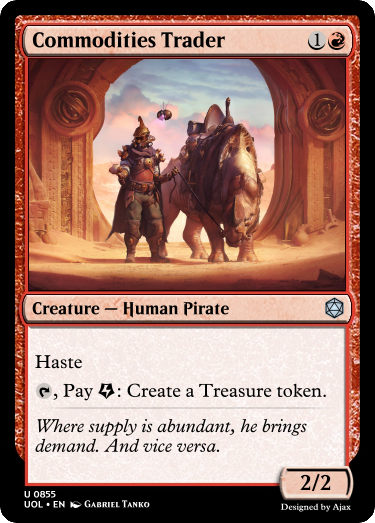 Commodities Trader 1
Creature — Human Pirate
Haste
, Pay : Create a Treasure token.
Where supply is abundant, he brings
demand. And vice versa.
2/2
U 0855
UOL • EN Gabriel Tanko
Designed by Ajax